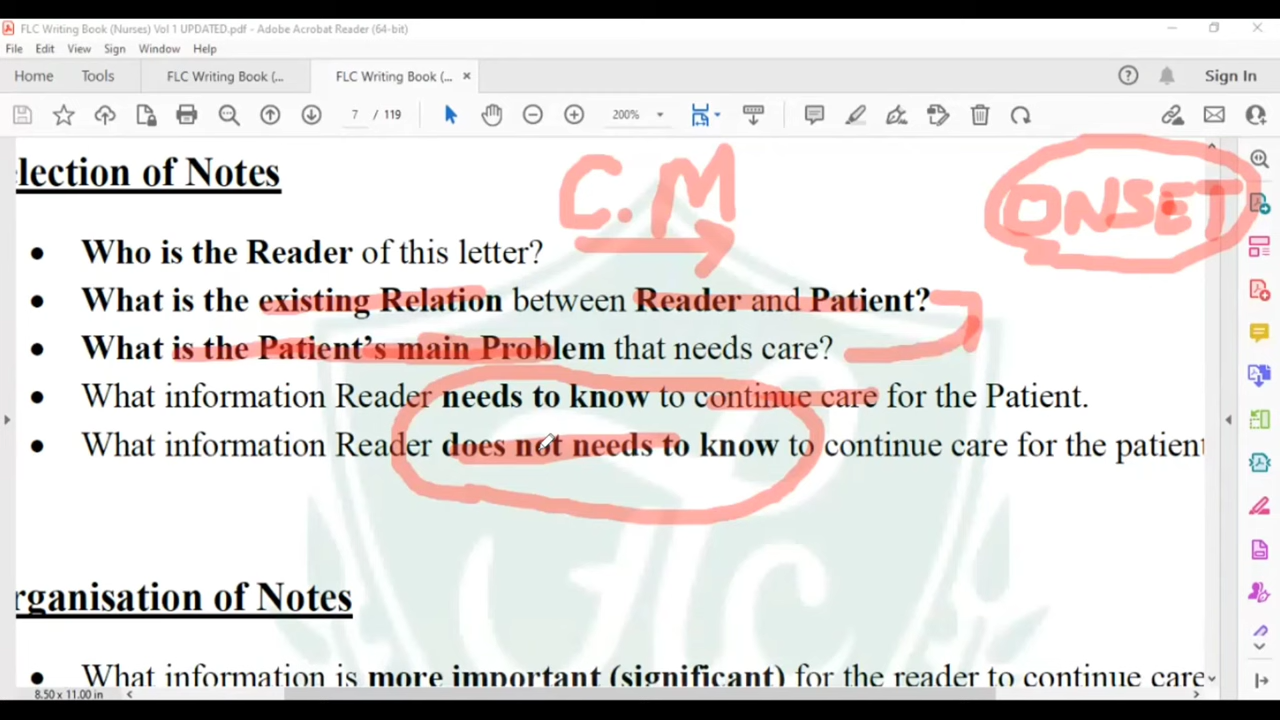 FLC Writing Book (Nurses) Vol 1 UPDATED.pdf - Adobe Acrobat Reader (64-bit)
File Edit View Sign Window Help
Home Tools FLC Writing Book (... FLC Writing Book (... × Sign In
7 / 119 200%
election of Notes
C.M
ONSET
• Who is the Reader of this letter?
• What is the existing Relation between Reader and Patient?
• What is the Patient's main Problem that needs care?
• What information Reader needs to know to continue care for the Patient.
• What information Reader does not needs to know to continue care for the patient
rganisation of Notes
• What information is more important (significant) for the reader to continue care
8.50 x 11.00 in
FLC